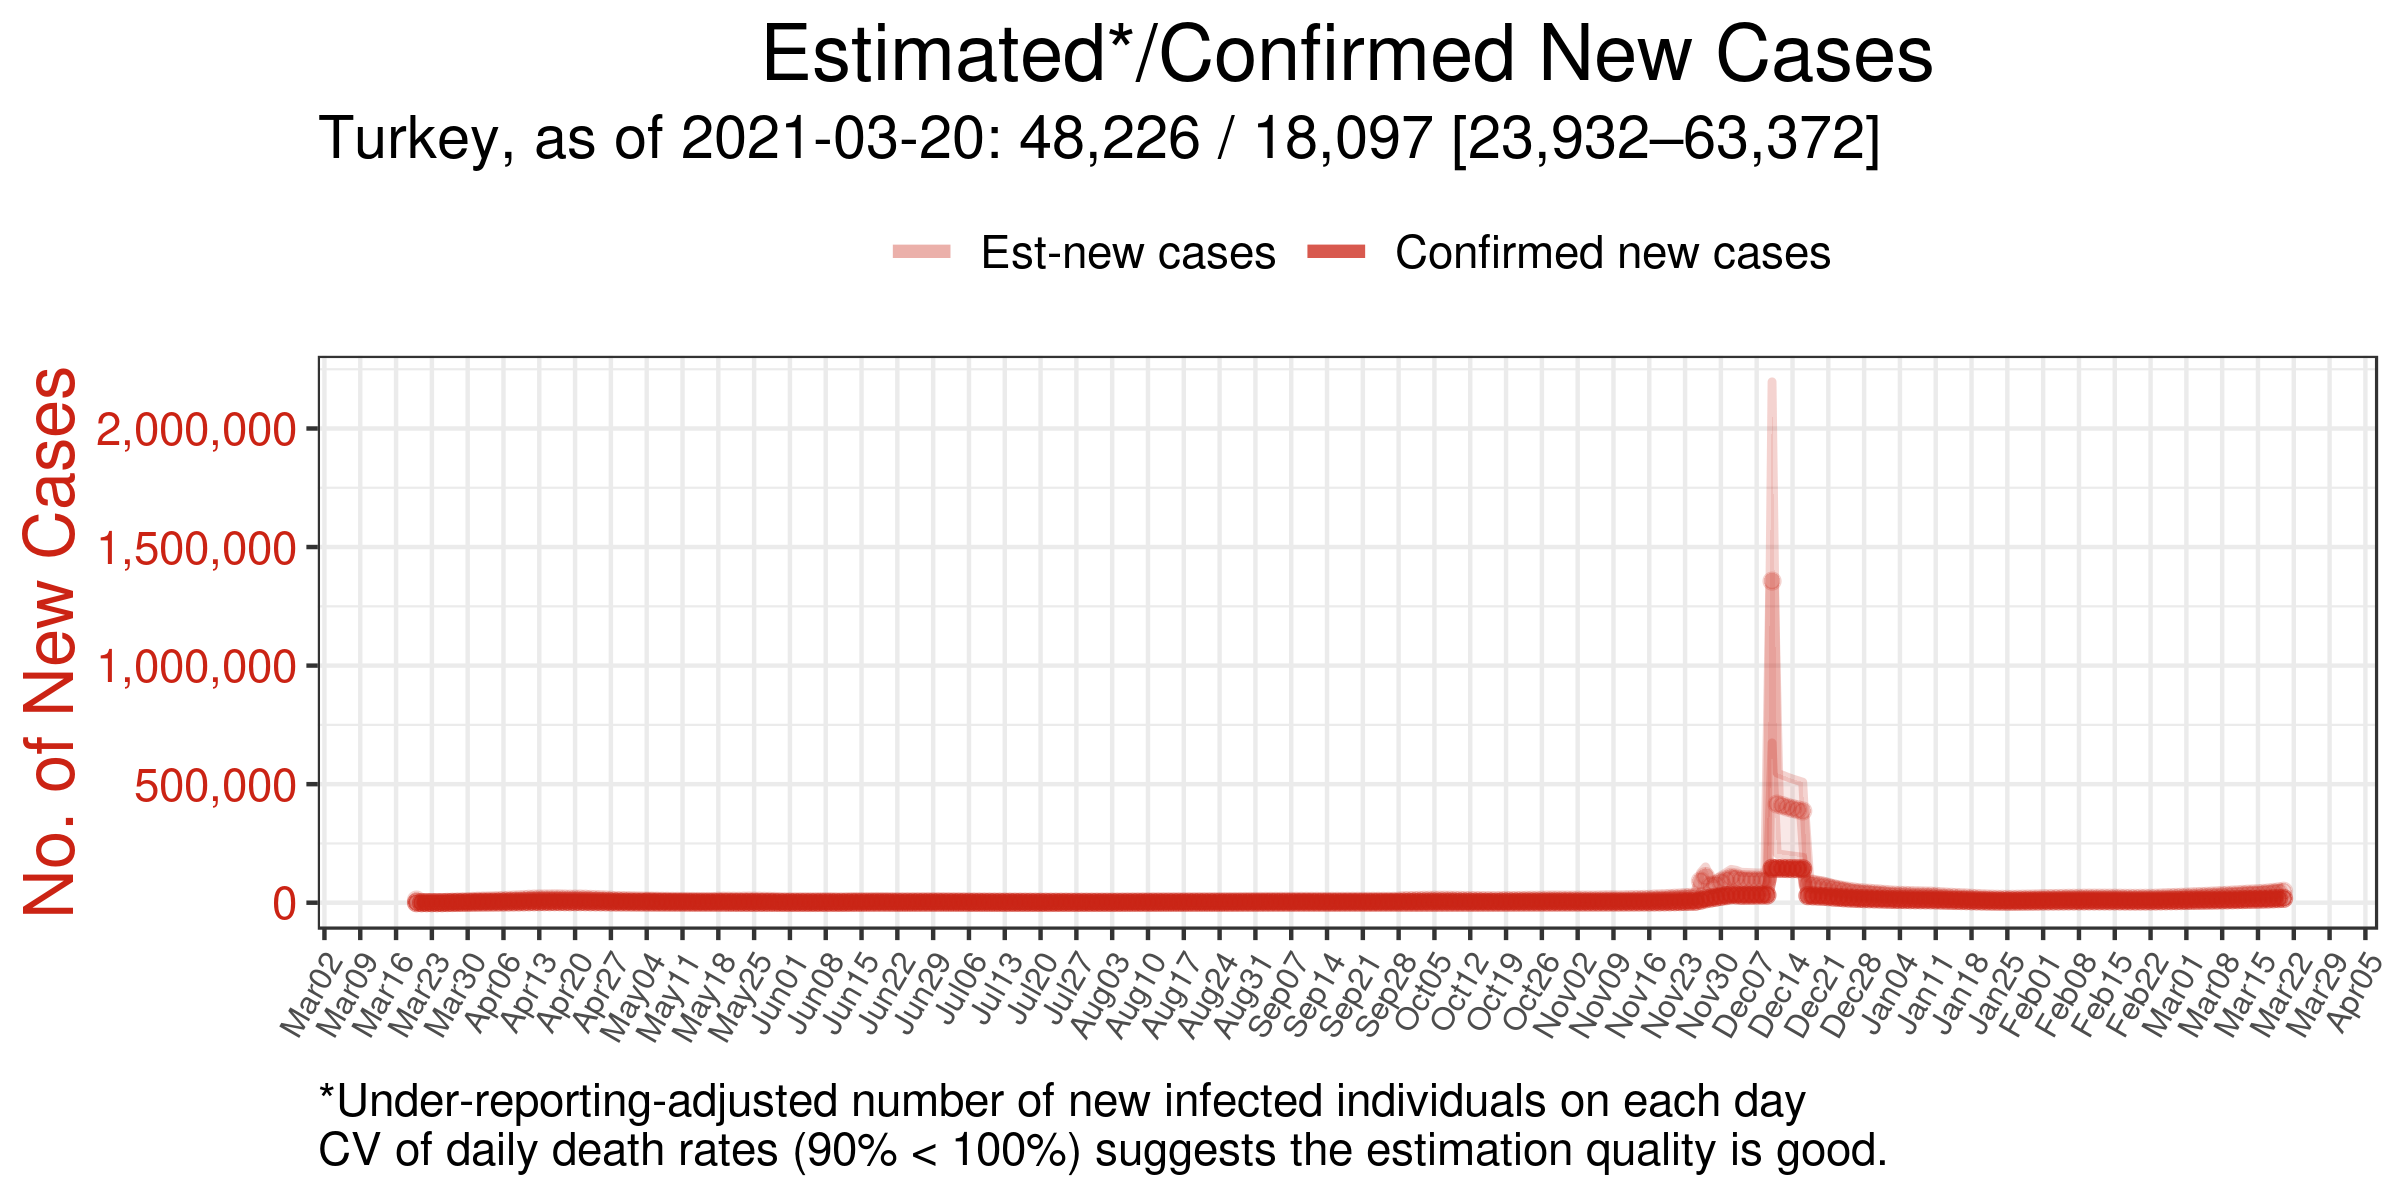 Estimated*/Confirmed New Cases
Turkey, as of 2021-03-20: 48,226 / 18,097 [23,932–63,372]
Est-new cases
Confirmed new cases
No. of New Cases
2,000,000
1,500,000
1,000,000
500,000
0
Mar02
Mar09
Mar16
Mar23
Mar30
Apr06
Apr13
Apr20
Apr27
May04
May11
May18
May25
Jun01
Jun08
Jun15
Jun22
Jun29
Jul06
Jul13
Jul20
Jul27
Aug03
Aug10
Aug17
Aug24
Aug31
Sep07
Sep14
Sep21
Sep28
Oct05
Oct12
Oct19
Oct26
Nov02
Nov09
Nov16
Nov23
Nov30
Dec07
Dec14
Dec21
Dec28
Jan04
Jan11
Jan18
Jan25
Feb01
Feb08
Feb15
Feb22
Mar01
Mar08
Mar15
Mar22
Mar29
Apr05
*Under-reporting-adjusted number of new infected individuals on each day
CV of daily death rates (90% < 100%) suggests the estimation quality is good.